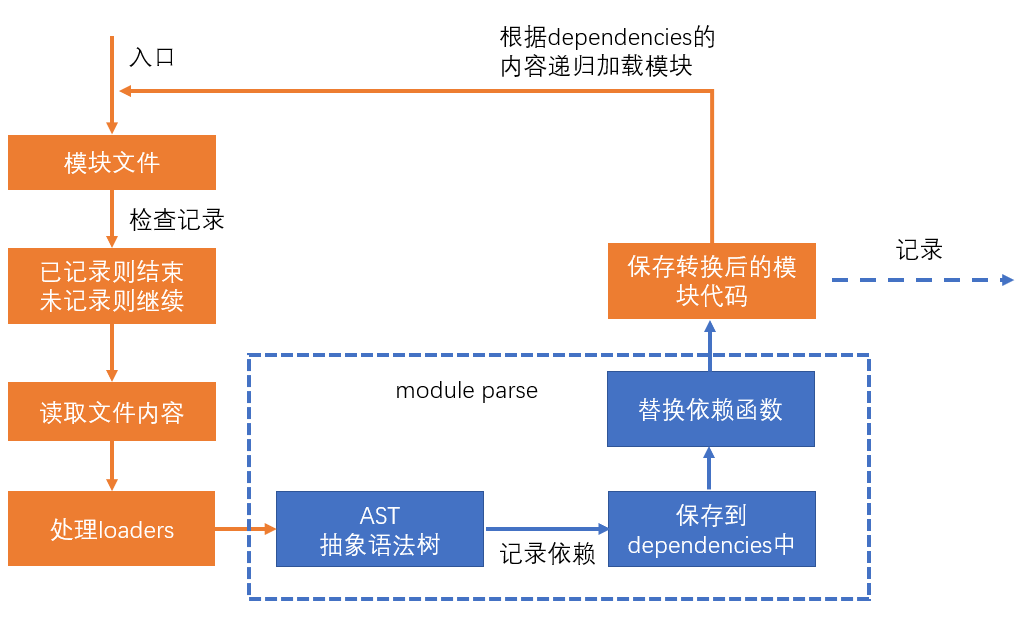 入口
根据dependencies的
内容递归加载模块
模块文件
检查记录
已记录则结束
未记录则继续
保存转换后的模
块代码
记录
读取文件内容
module parse
替换依赖函数
处理loaders
AST
抽象语法树
记录依赖
保存到
dependencies中